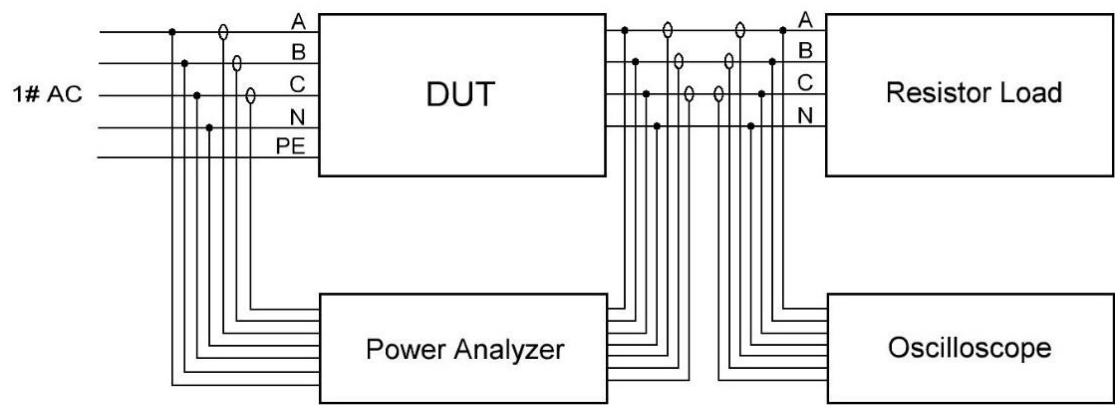 A
B
1# AC
C
N
PE
DUT
A
B
C
N
Resistor Load
Power Analyzer
Oscilloscope